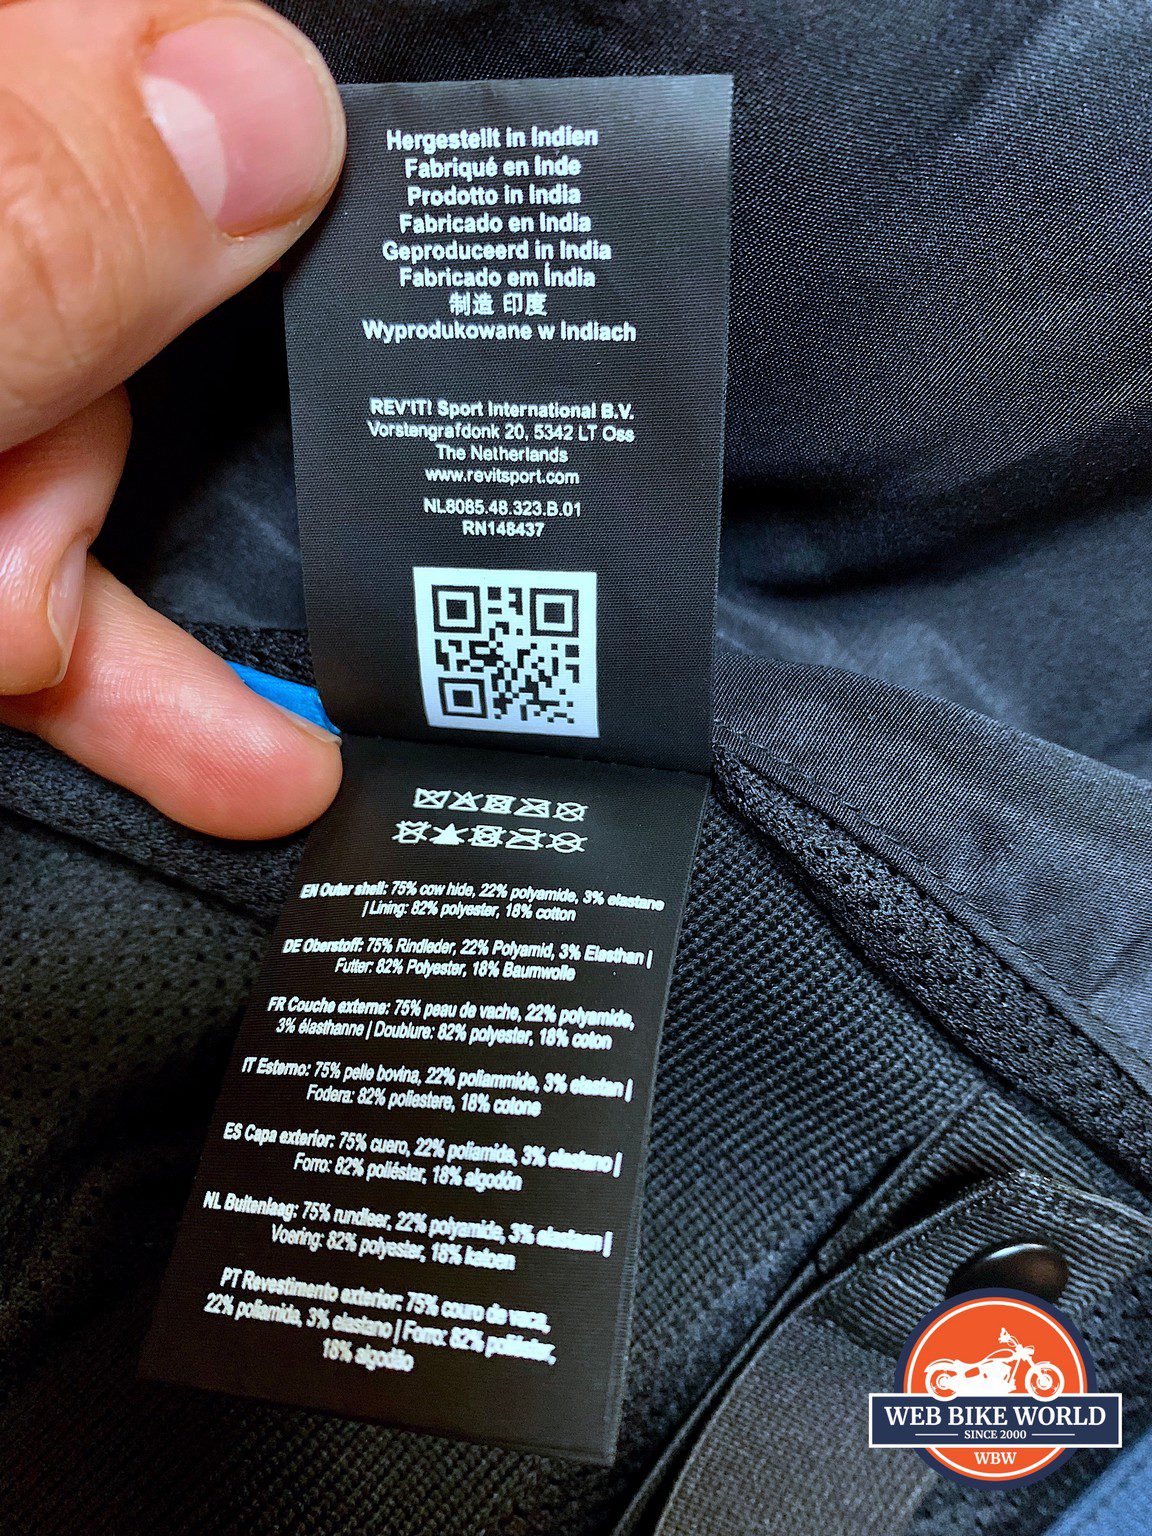 Hergestellt in Indien
Fabriqué en Inde
Prodotto in India
Fabricado en India
Geproduceerd in India
Fabricado em Índia
制造 印度
Wyprodukowane w Indiach
REV'IT! Sport International B.V.
Vorstengrafdonk 20, 5342 LT Oss
The Netherlands
www.revitsport.com
NL8085.48.323.B.01
RN148437
EN Outer shell: 75% cow hide, 22% polyamide, 3% elastane
| Lining: 82% polyester, 18% cotton
DE Oberstoff: 75% Rindleder, 22% Polyamid, 3% Elasthan |
Futter: 82% Polyester, 18% Baumwolle
FR Couche externe: 75% peau de vache, 22% polyamide,
3% élasthanne | Doublure: 82% polyester, 18% coton
IT Esterno: 75% pelle bovina, 22% poliammide, 3% elastan |
Fodera: 82% poliestere, 18% cotone
ES Capa exterior: 75% cuero, 22% poliamida, 3% elastano |
Forro: 82% poliéster, 18% algodón
NL Buitenlaag: 75% rundleer, 22% polyamide, 3% elastaan |
Voering: 82% polyester, 18% katoen
PT Revestimento exterior: 75% couro de vaca,
22% poliamida, 3% elastano | Forro: 82% poliéster,
18% algodão
WEB BIKE WORLD
SINCE 2000
WBW